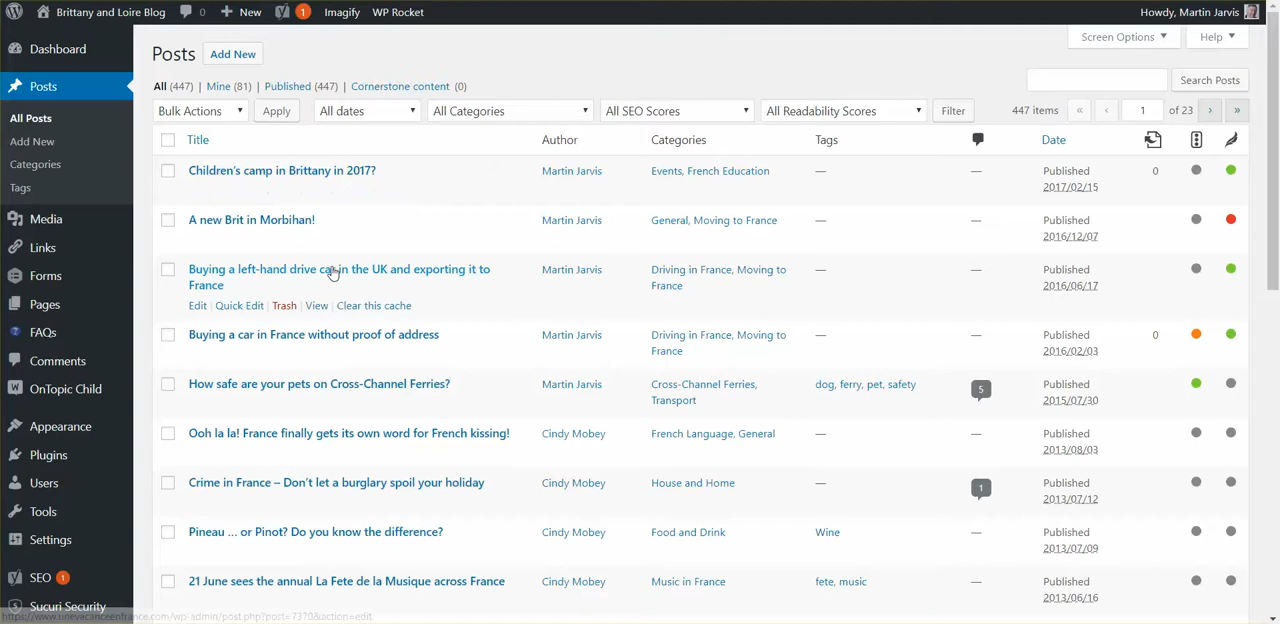 Brittany and Loire Blog 0 New 1 Imagify WP Rocket Howdy, Martin Jarvis
Dashboard
Posts
All Posts
Add New
Categories
Tags
Media
Links
Forms
Pages
FAQs
Comments
OnTopic Child
Appearance
Plugins
Users
Tools
Settings
SEO 1
Sucuri Security
Screen Options Help
Posts Add New
All (447) | Mine (81) | Published (447) | Cornerstone content (0)
Search Posts
Bulk Actions Apply All dates All Categories All SEO Scores All Readability Scores Filter 447 items « ‹ 1 of 23 › »
Title Author Categories Tags Date
Children's camp in Brittany in 2017? Martin Jarvis Events, French Education — — Published 0
2017/02/15
A new Brit in Morbihan! Martin Jarvis General, Moving to France — — Published
2016/12/07
Buying a left-hand drive car in the UK and exporting it to Martin Jarvis Driving in France, Moving to — — Published
France France 2016/06/17
Edit | Quick Edit | Trash | View | Clear this cache
Buying a car in France without proof of address Martin Jarvis Driving in France, Moving to — — Published 0
France 2016/02/03
How safe are your pets on Cross-Channel Ferries? Martin Jarvis Cross-Channel Ferries, dog, ferry, pet, safety 5 Published
Transport 2015/07/30
Ooh la la! France finally gets its own word for French kissing! Cindy Mobey French Language, General — — Published
2013/08/03
Crime in France – Don't let a burglary spoil your holiday Cindy Mobey House and Home — 1 Published
2013/07/12
Pineau ... or Pinot? Do you know the difference? Cindy Mobey Food and Drink Wine — Published
2013/07/09
21 June sees the annual La Fete de la Musique across France Cindy Mobey Music in France fete, music — Published
2013/06/16
https://www.unevacanceenfrance.com/wp-admin/post.php?post=7370&action=edit